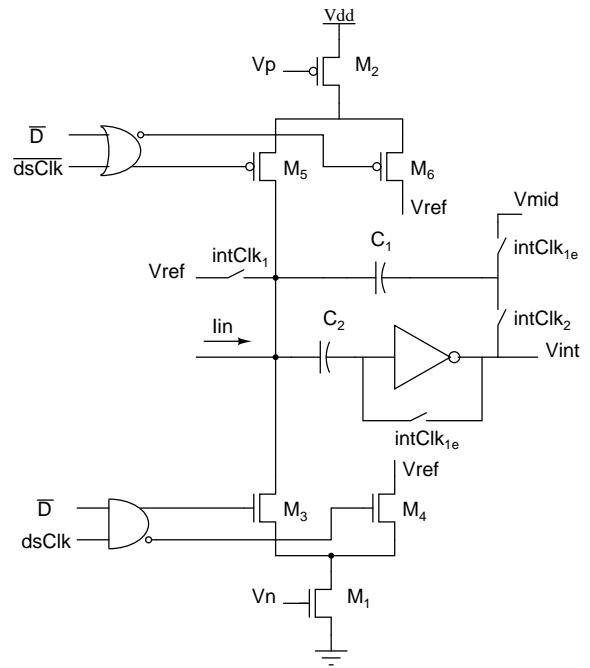 Vdd
Vp
M₂
D̅
d̅s̅C̅l̅k̅
M₅
M₆
Vref
Vmid
C₁
intClk₁
intClk₁ₑ
Vref
Iin
C₂
intClk₂
Vint
intClk₁ₑ
Vref
D̅
M₃
M₄
dsClk
Vn
M₁